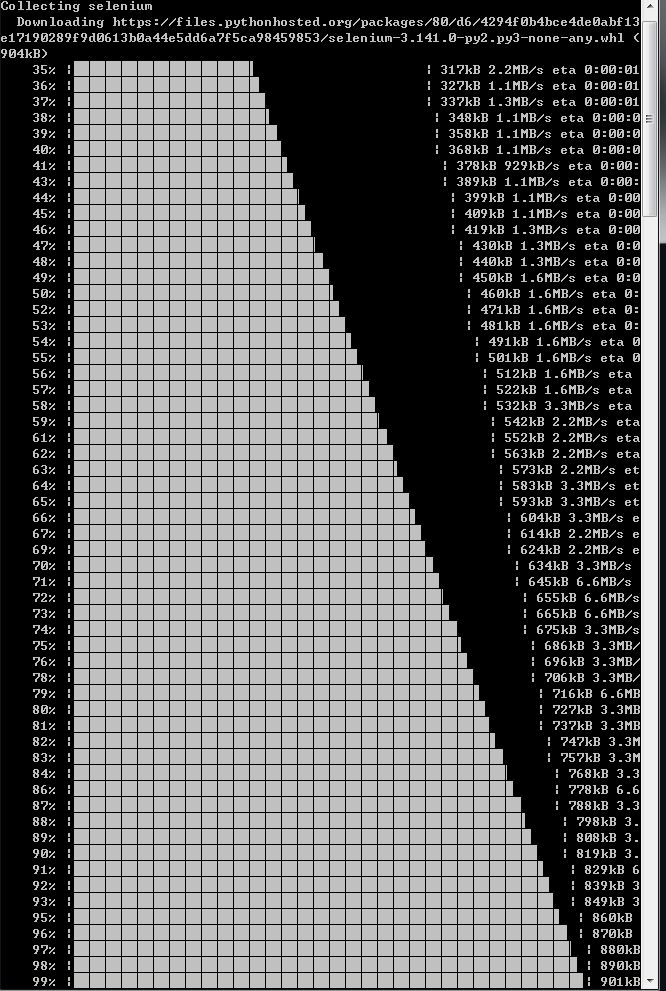 Collecting selenium
  Downloading https://files.pythonhosted.org/packages/80/d6/4294f0b4bce4de0abf13
e17190289f9d0613b0a44e5dd6a7f5ca98459853/selenium-3.141.0-py2.py3-none-any.whl (
904kB)
35% | | 317kB 2.2MB/s eta 0:00:01
36% | | 327kB 1.1MB/s eta 0:00:01
37% | | 337kB 1.3MB/s eta 0:00:01
38% | | 348kB 1.1MB/s eta 0:00:0
39% | | 358kB 1.1MB/s eta 0:00:0
40% | | 368kB 1.1MB/s eta 0:00:0
41% | | 378kB 929kB/s eta 0:00:
43% | | 389kB 1.1MB/s eta 0:00:
44% | | 399kB 1.1MB/s eta 0:00
45% | | 409kB 1.1MB/s eta 0:00
46% | | 419kB 1.3MB/s eta 0:00
47% | | 430kB 1.3MB/s eta 0:0
48% | | 440kB 1.3MB/s eta 0:0
49% | | 450kB 1.6MB/s eta 0:0
50% | | 460kB 1.6MB/s eta 0:
52% | | 471kB 1.6MB/s eta 0:
53% | | 481kB 1.6MB/s eta 0:
54% | | 491kB 1.6MB/s eta 0
55% | | 501kB 1.6MB/s eta 0
56% | | 512kB 1.6MB/s eta
57% | | 522kB 1.6MB/s eta
58% | | 532kB 3.3MB/s eta
59% | | 542kB 2.2MB/s eta
61% | | 552kB 2.2MB/s eta
62% | | 563kB 2.2MB/s eta
63% | | 573kB 2.2MB/s et
64% | | 583kB 3.3MB/s et
65% | | 593kB 3.3MB/s et
66% | | 604kB 3.3MB/s e
67% | | 614kB 2.2MB/s e
69% | | 624kB 2.2MB/s e
70% | | 634kB 3.3MB/s
71% | | 645kB 6.6MB/s
72% | | 655kB 6.6MB/s
73% | | 665kB 6.6MB/s
74% | | 675kB 3.3MB/s
75% | | 686kB 3.3MB/
76% | | 696kB 3.3MB/
78% | | 706kB 3.3MB/
79% | | 716kB 6.6MB
80% | | 727kB 3.3MB
81% | | 737kB 3.3MB
82% | | 747kB 3.3M
83% | | 757kB 3.3M
84% | | 768kB 3.3
86% | | 778kB 6.6
87% | | 788kB 3.3
88% | | 798kB 3.
89% | | 808kB 3.
90% | | 819kB 3.
91% | | 829kB 6
92% | | 839kB 3
93% | | 849kB 3
95% | | 860kB
96% | | 870kB
97% | | 880kB
98% | | 890kB
99% | | 901kB